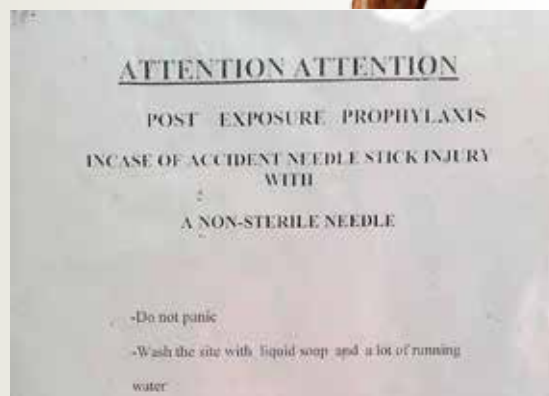 ATTENTION ATTENTION
POST EXPOSURE PROPHYLAXIS
INCASE OF ACCIDENT NEEDLE STICK INJURY
WITH
A NON-STERILE NEEDLE
-Do not panic
-Wash the site with liquid soap and a lot of running
water